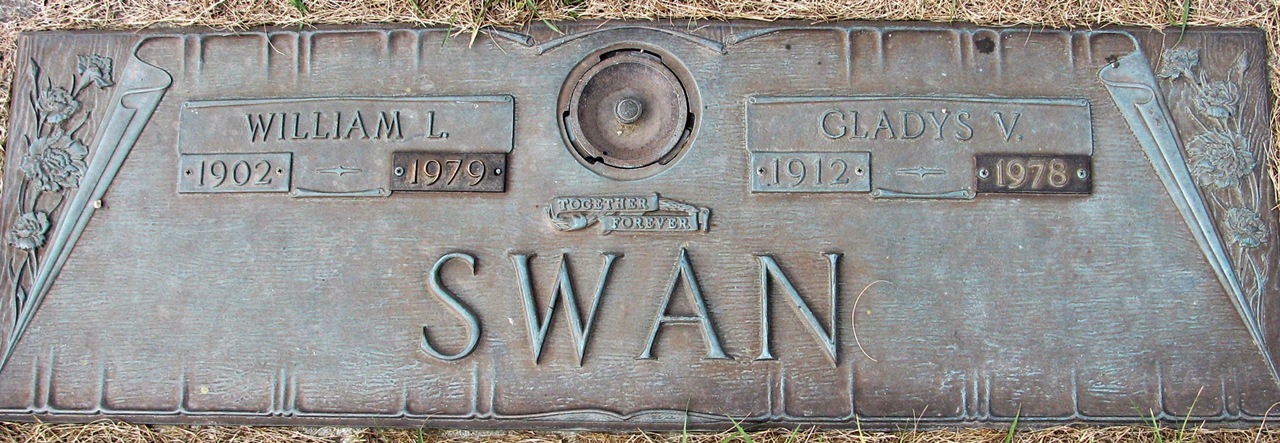 WILLIAM L.
1902 1979
GLADYS V.
1912 1978
TOGETHER
FOREVER
SWAN